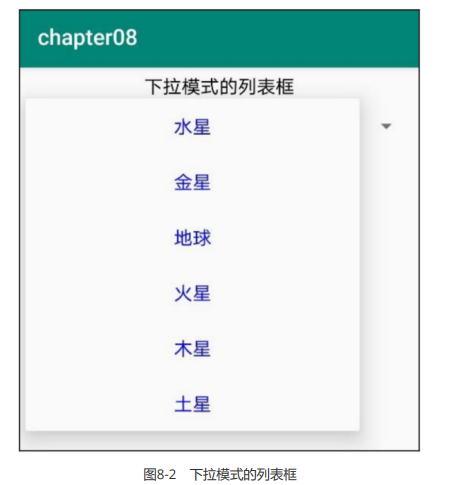 chapter08
下拉模式的列表框
水星
金星
地球
火星
木星
土星
图8-2 下拉模式的列表框